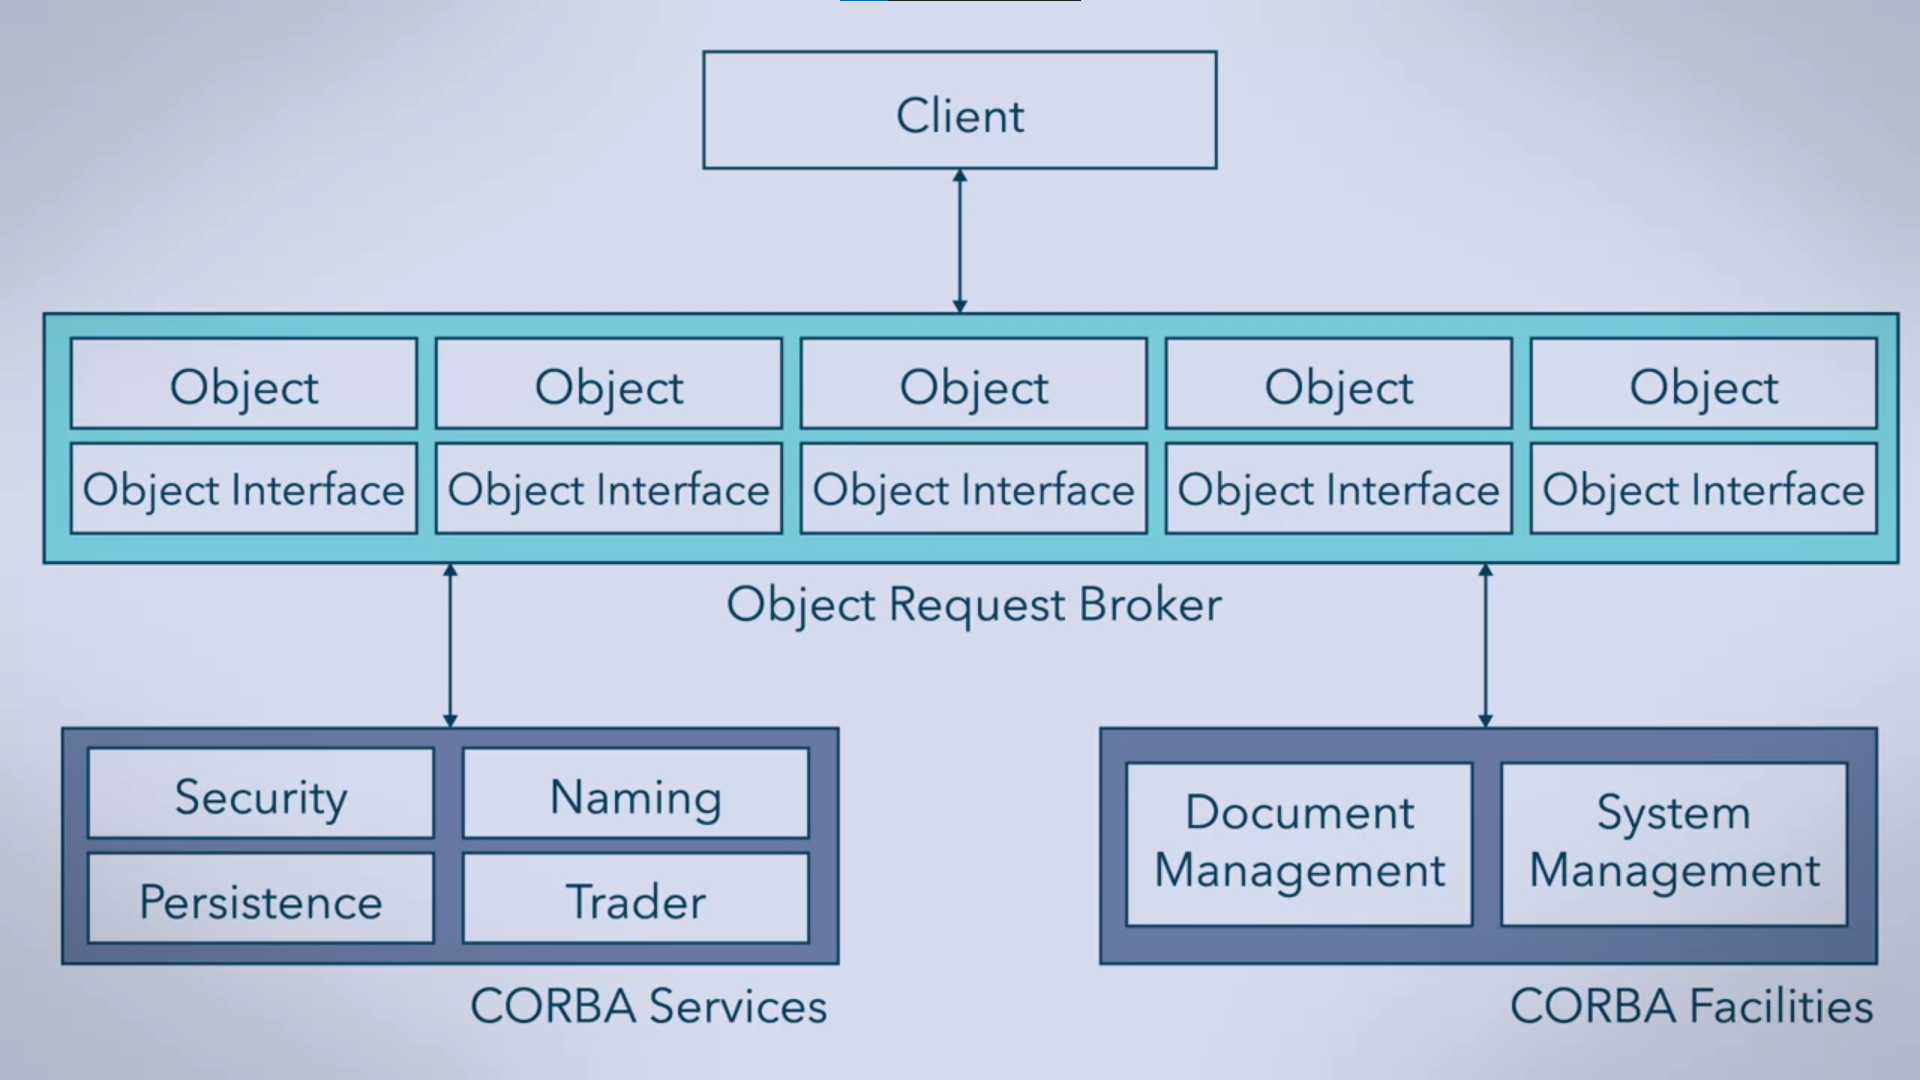 Client
Object Object Object Object Object
Object Interface Object Interface Object Interface Object Interface Object Interface
Object Request Broker
Security Naming
Persistence Trader
CORBA Services
Document
Management
System
Management
CORBA Facilities